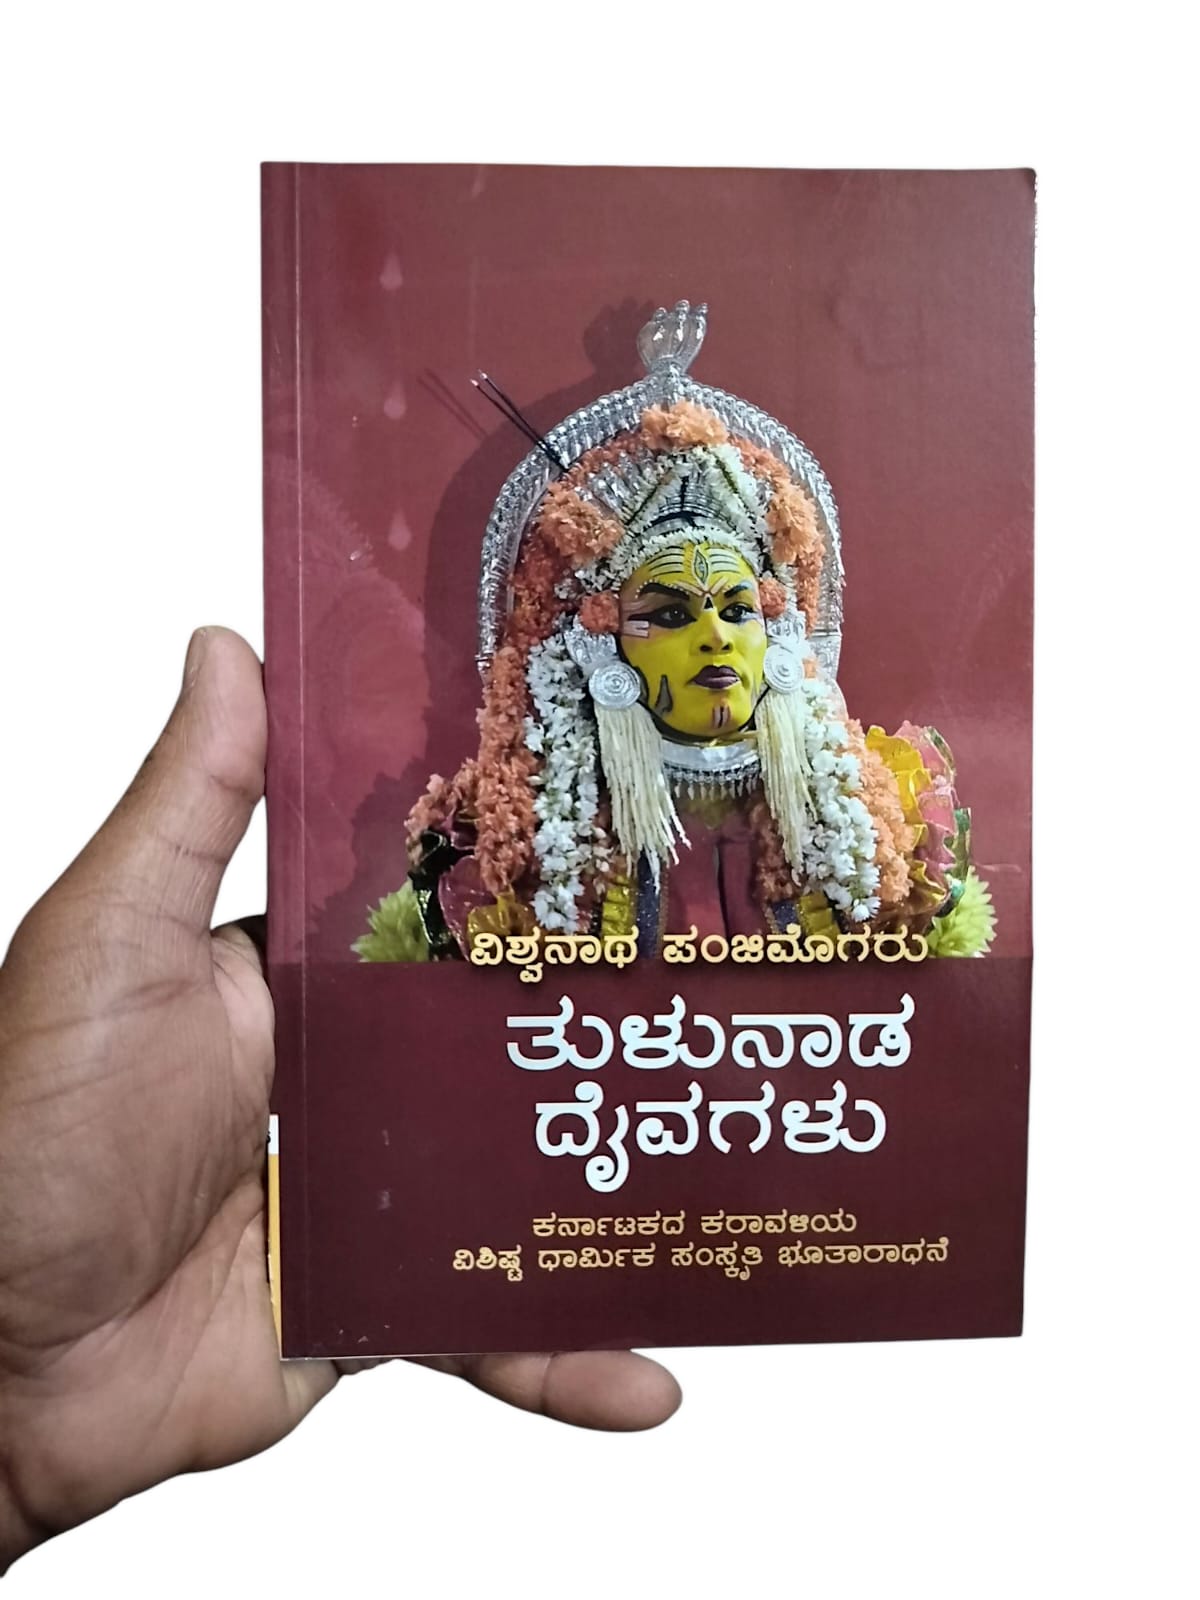 ವಿಶ್ವನಾಥ ಪಂಜಿಮೊಗರು
ತುಳುನಾಡ
ದೈವಗಳು
ಕರ್ನಾಟಕದ ಕರಾವಳಿಯ
ವಿಶಿಷ್ಟ ಧಾರ್ಮಿಕ ಸಂಸ್ಕೃತಿ ಭೂತಾರಾಧನೆ